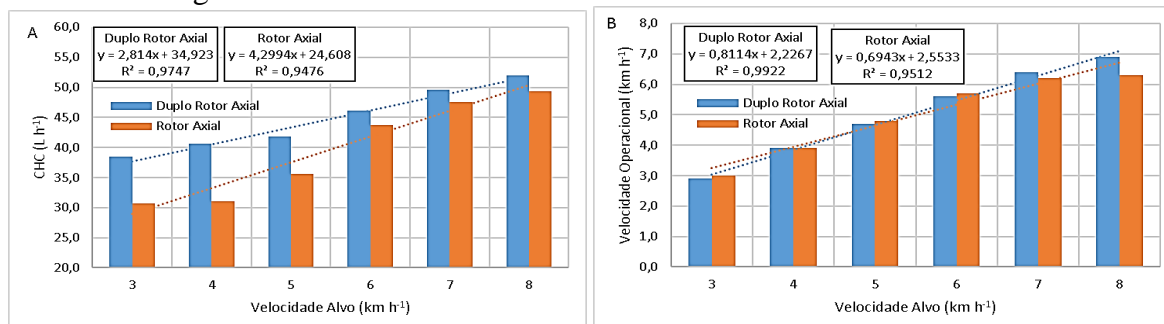 A
Duplo Rotor Axial
y = 2,814x + 34,923
R² = 0,9747
Rotor Axial
y = 4,2994x + 24,608
R² = 0,9476
Duplo Rotor Axial
Rotor Axial
CHC (L h⁻¹)
60,0
55,0
50,0
45,0
40,0
35,0
30,0
25,0
20,0
3 4 5 6 7 8
Velocidade Alvo (km h⁻¹)
B
Duplo Rotor Axial
y = 0,8114x + 2,2267
R² = 0,9922
Rotor Axial
y = 0,6943x + 2,5533
R² = 0,9512
Duplo Rotor Axial
Rotor Axial
Velocidade Operacional (km h⁻¹)
8,0
7,0
6,0
5,0
4,0
3,0
2,0
1,0
0,0
3 4 5 6 7 8
Velocidade Alvo (km h⁻¹)